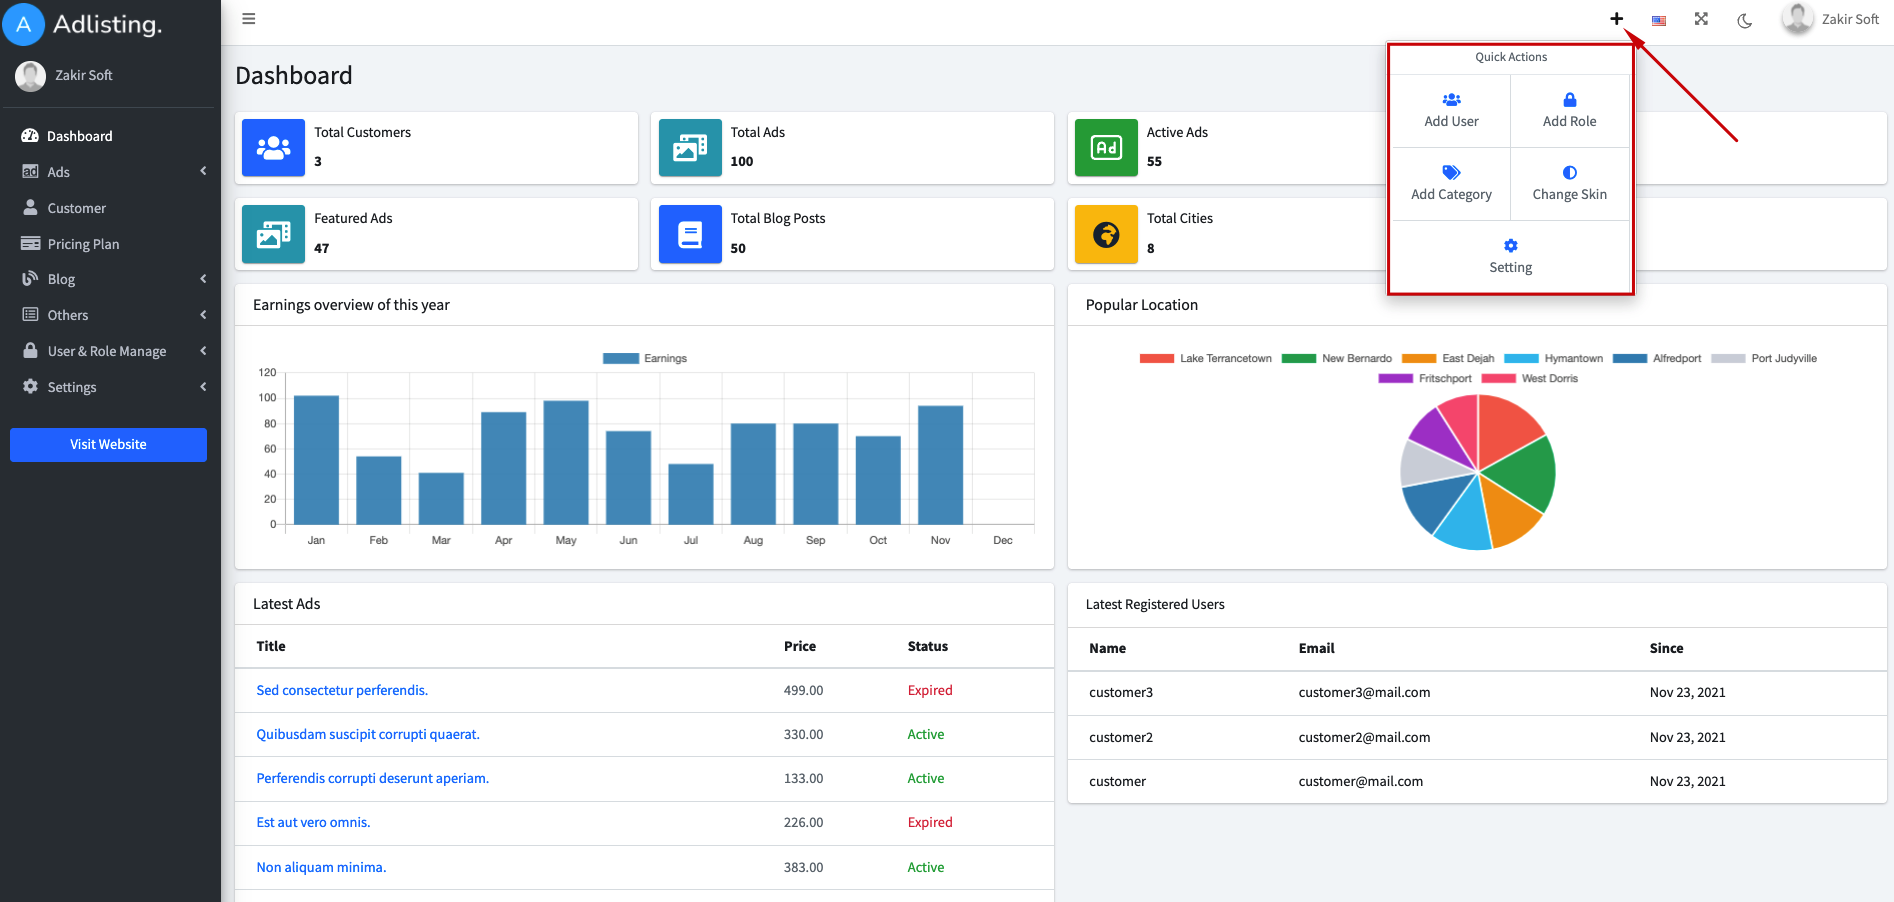 A Adlisting.
Zakir Soft
Dashboard
Ads
Customer
Pricing Plan
Blog
Others
User & Role Manage
Settings
Visit Website
Zakir Soft
Dashboard
Quick Actions
Add User
Add Role
Add Category
Change Skin
Setting
Total Customers
3
Total Ads
100
Ad
Active Ads
55
Featured Ads
47
Total Blog Posts
50
Total Cities
8
Earnings overview of this year
Earnings
120
100
80
60
40
20
0
Jan Feb Mar Apr May Jun Jul Aug Sep Oct Nov Dec
Popular Location
Lake Terrancetown New Bernardo East Dejah Hymantown Alfredport Port Judyville
Fritschport West Dorris
Latest Ads
Title Price Status
Sed consectetur perferendis. 499.00 Expired
Quibusdam suscipit corrupti quaerat. 330.00 Active
Perferendis corrupti deserunt aperiam. 133.00 Active
Est aut vero omnis. 226.00 Expired
Non aliquam minima. 383.00 Active
Latest Registered Users
Name Email Since
customer3 customer3@mail.com Nov 23, 2021
customer2 customer2@mail.com Nov 23, 2021
customer customer@mail.com Nov 23, 2021